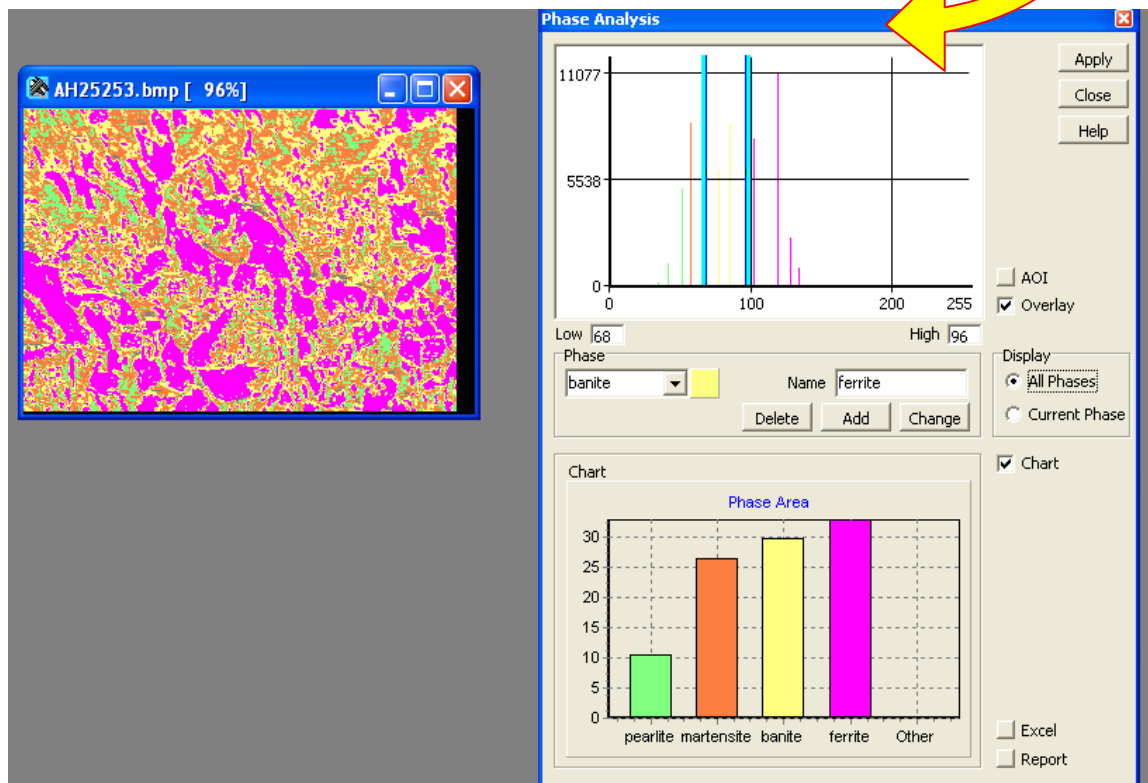 Phase Analysis
AH25253.bmp [ 96%]
11077
5538
0
0 100 200 255
Low 68 High 96
Apply
Close
Help
AOI
Overlay
Phase
banite Name ferrite
Delete Add Change
Display
All Phases
Current Phase
Chart
Chart
Phase Area
30
25
20
15
10
5
0
pearlite martensite banite ferrite Other
Excel
Report